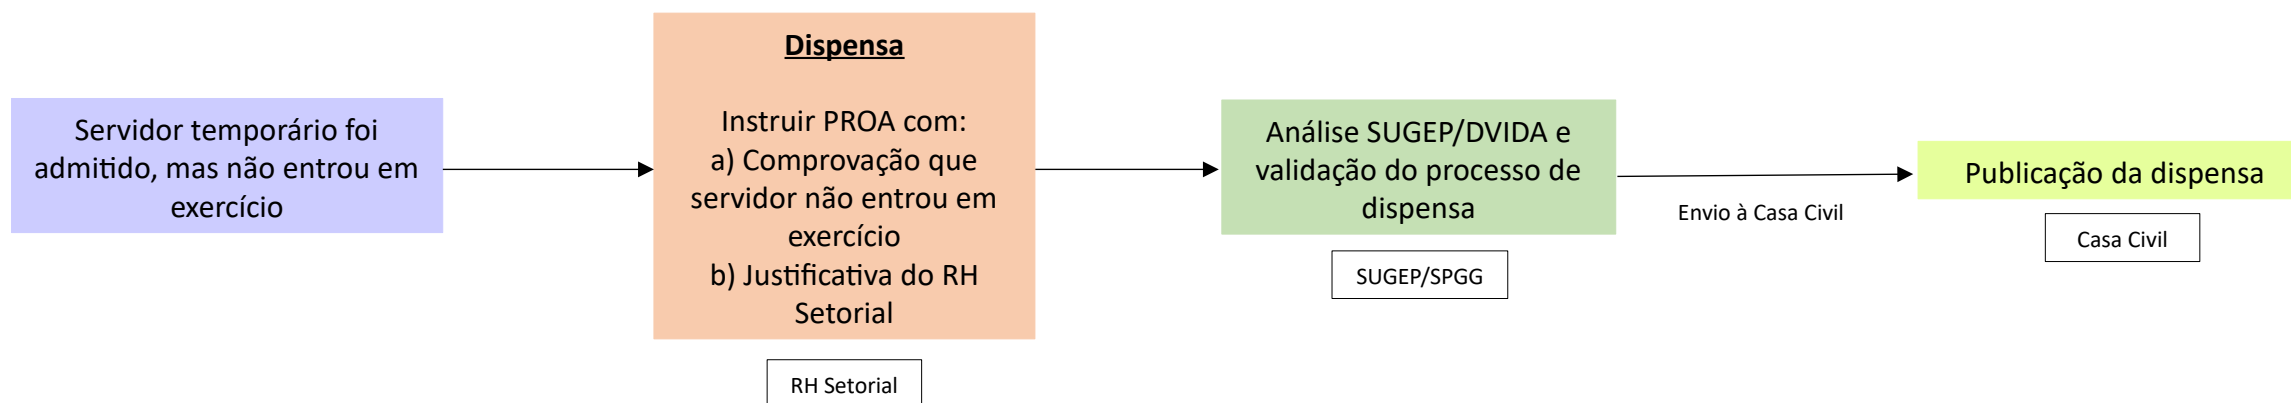 Servidor temporário foi
admitido, mas não entrou em
exercício
Dispensa
Instruir PROA com:
a) Comprovação que
servidor não entrou em
exercício
b) Justificativa do RH
Setorial
RH Setorial
Análise SUGEP/DVIDA e
validação do processo de
dispensa
SUGEP/SPGG
Envio à Casa Civil
Publicação da dispensa
Casa Civil